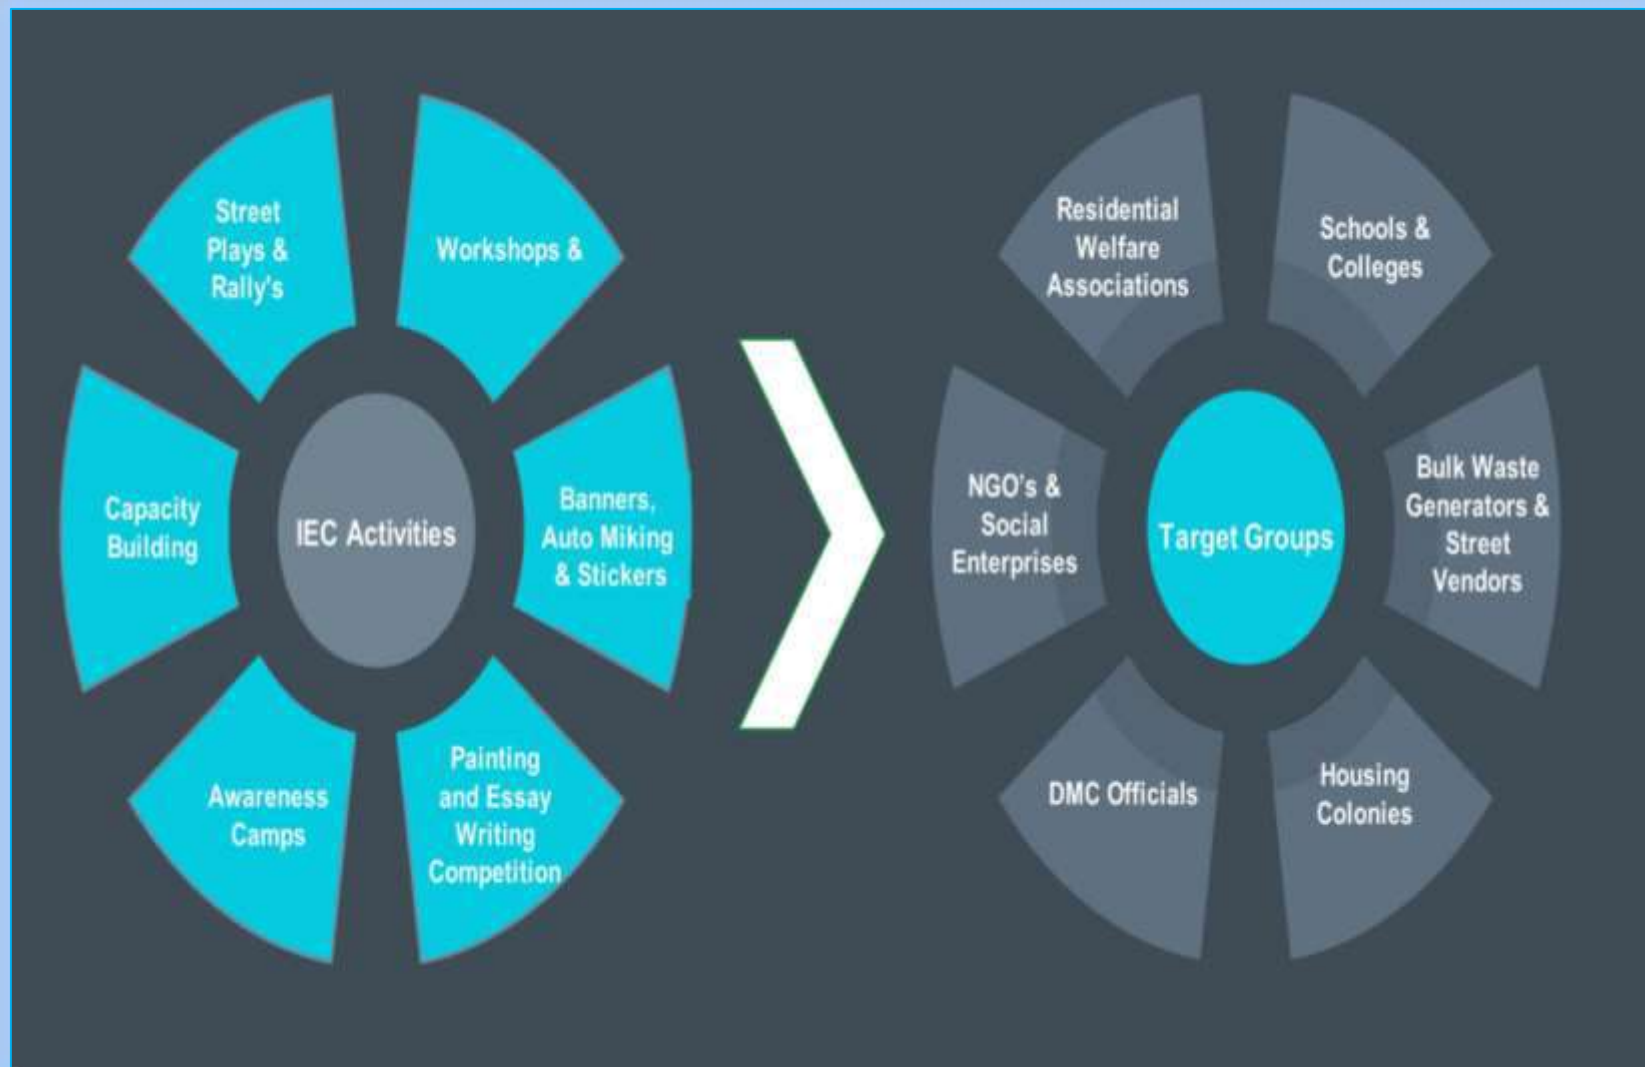 Street
Plays &
Rally's
Workshops &
Capacity
Building
IEC Activities
Banners,
Auto Miking
& Stickers
Awareness
Camps
Painting
and Essay
Writing
Competition
Residential
Welfare
Associations
Schools &
Colleges
NGO's &
Social
Enterprises
Target Groups
Bulk Waste
Generators &
Street
Vendors
DMC Officials
Housing
Colonies